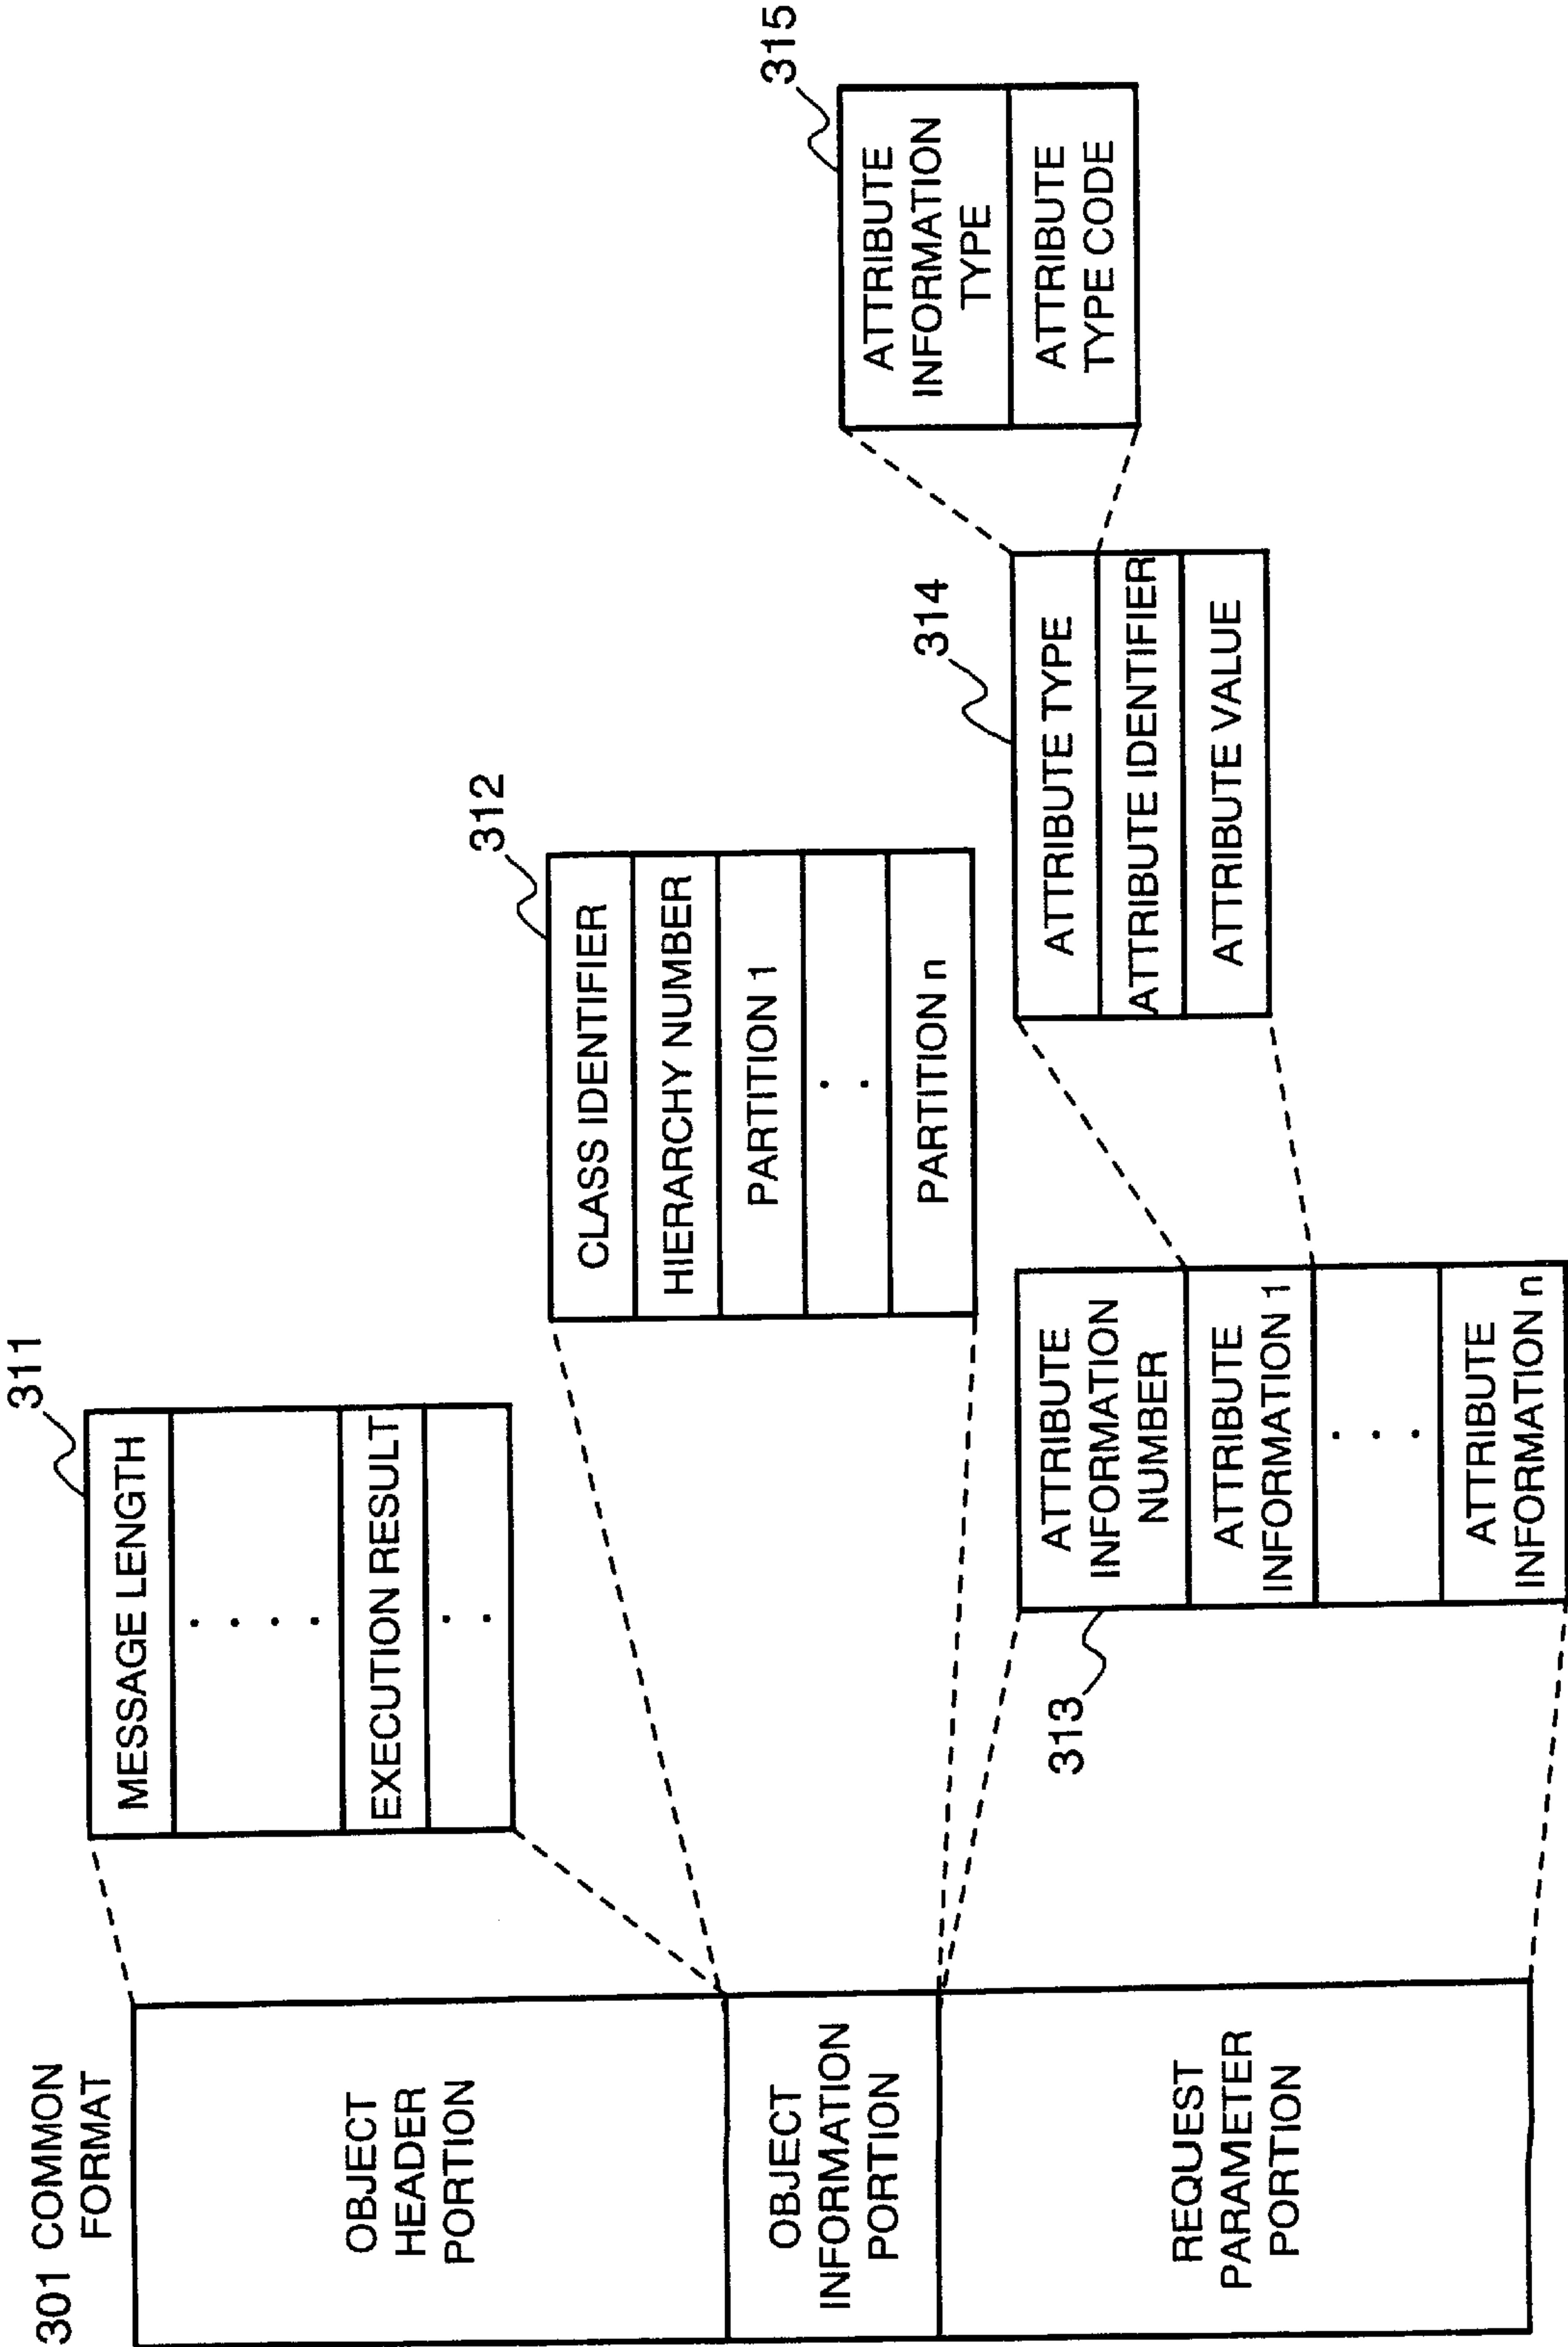 301 COMMON
FORMAT
OBJECT
HEADER
PORTION
OBJECT
INFORMATION
PORTION
REQUEST
PARAMETER
PORTION
311
MESSAGE LENGTH
. . . .
EXECUTION RESULT
. .
312
CLASS IDENTIFIER
HIERARCHY NUMBER
PARTITION 1
. .
PARTITION n
313
ATTRIBUTE
INFORMATION
NUMBER
ATTRIBUTE
INFORMATION 1
. . .
ATTRIBUTE
INFORMATION n
314
ATTRIBUTE TYPE
ATTRIBUTE IDENTIFIER
ATTRIBUTE VALUE
315
ATTRIBUTE
INFORMATION
TYPE
ATTRIBUTE
TYPE CODE